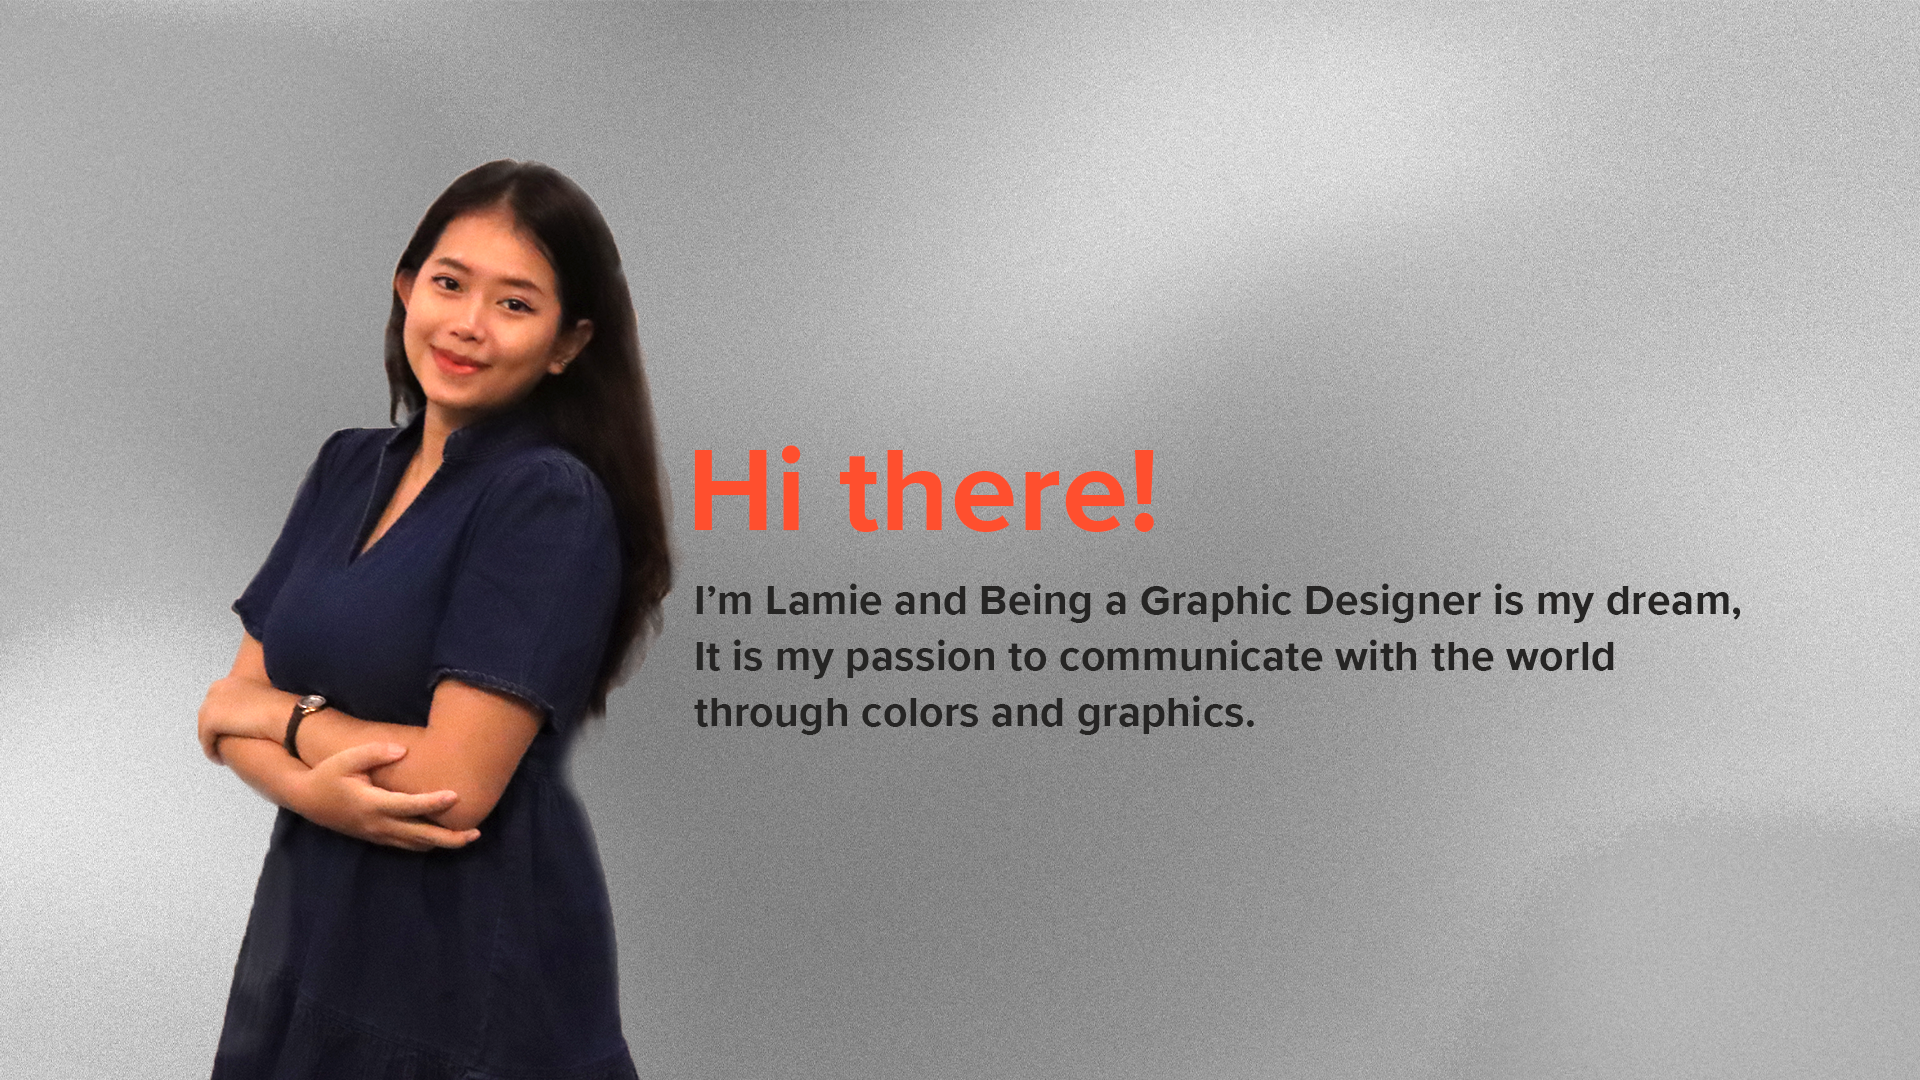 Hi there!
I’m Lamie and Being a Graphic Designer is my dream,
It is my passion to communicate with the world
through colors and graphics.